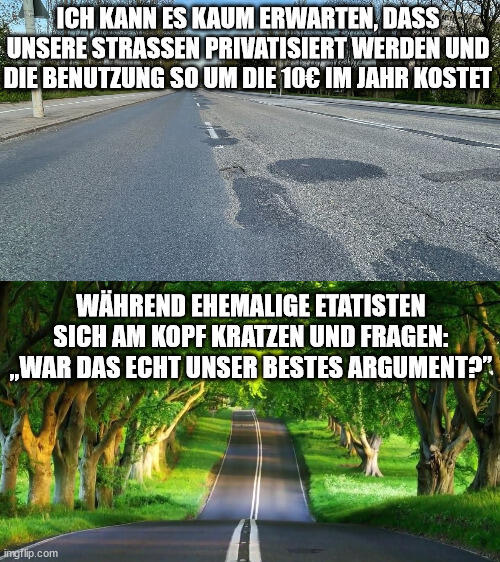 ICH KANN ES KAUM ERWARTEN, DASS
UNSERE STRASSEN PRIVATISIERT WERDEN UND
DIE BENUTZUNG SO UM DIE 10€ IM JAHR KOSTET
WÄHREND EHEMALIGE ETATISTEN
SICH AM KOPF KRATZEN UND FRAGEN:
„WAR DAS ECHT UNSER BESTES ARGUMENT?”
imgflip.com